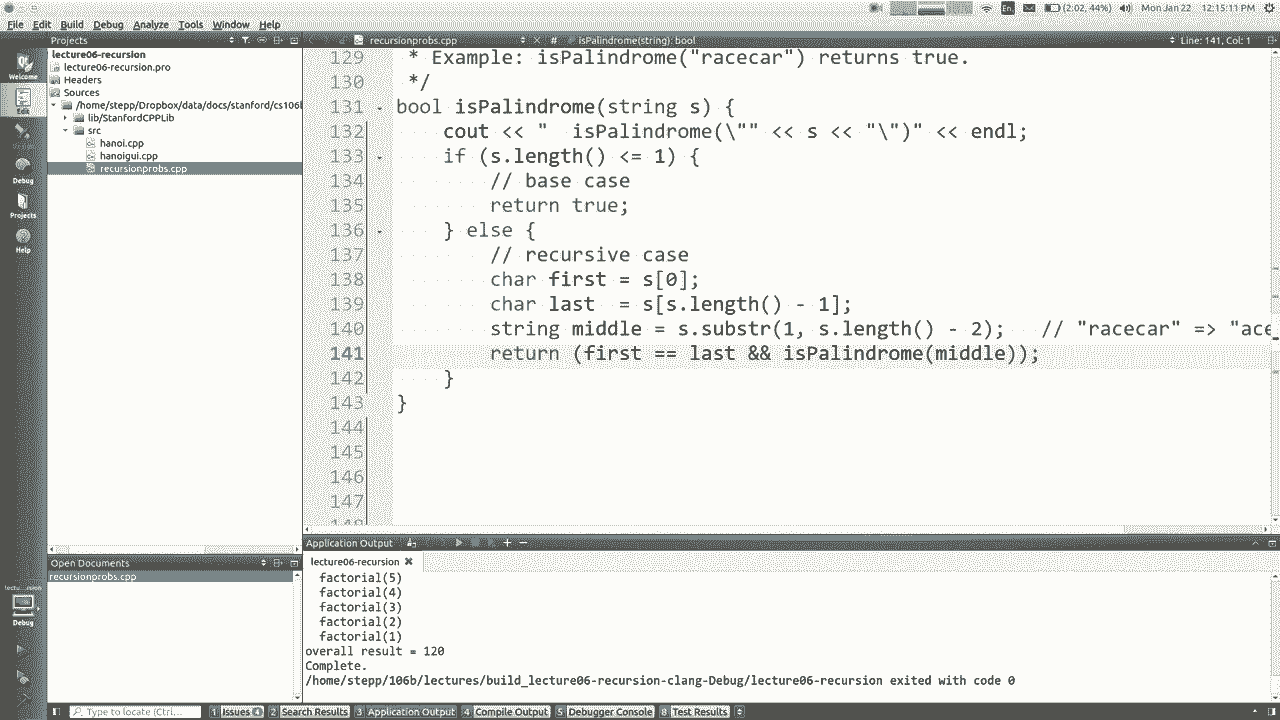 (2:02, 44%) Mon Jan 22 12:15:11 PM
File Edit Build Debug Analyze Tools Window Help
Projects
recursionprobs.cpp
# isPalindrome(string): bool
Line: 141, Col: 1
Welcome
Edit
Debug
Projects
Help
lecture06-recursion
lecture06-recursion.pro
Headers
Sources
/home/stepp/Dropbox/data/docs/stanford/cs106l
lib/StanfordCPPLib
src
hanoi.cpp
hanoigui.cpp
recursionprobs.cpp
129 * Example: isPalindrome("racecar") returns true.
130 */
131 bool isPalindrome(string s) {
132 cout << "  isPalindrome(\"" << s << "\")" << endl;
133 if (s.length() <= 1) {
134 // base case
135 return true;
136 } else {
137 // recursive case
138 char first = s[0];
139 char last  = s[s.length() - 1];
140 string middle = s.substr(1, s.length() - 2);   // "racecar" => "ace
141 return (first == last && isPalindrome(middle));
142 }
143 }
144
145
146
147
Open Documents
recursionprobs.cpp
Debug
Application Output
lecture06-recursion
factorial(5)
factorial(4)
factorial(3)
factorial(2)
factorial(1)
overall result = 120
Complete.
/home/stepp/106b/lectures/build_lecture06-recursion-clang-Debug/lecture06-recursion exited with code 0
Type to locate (Ctrl...
1 Issues 4 2 Search Results 3 Application Output 4 Compile Output 5 Debugger Console 8 Test Results